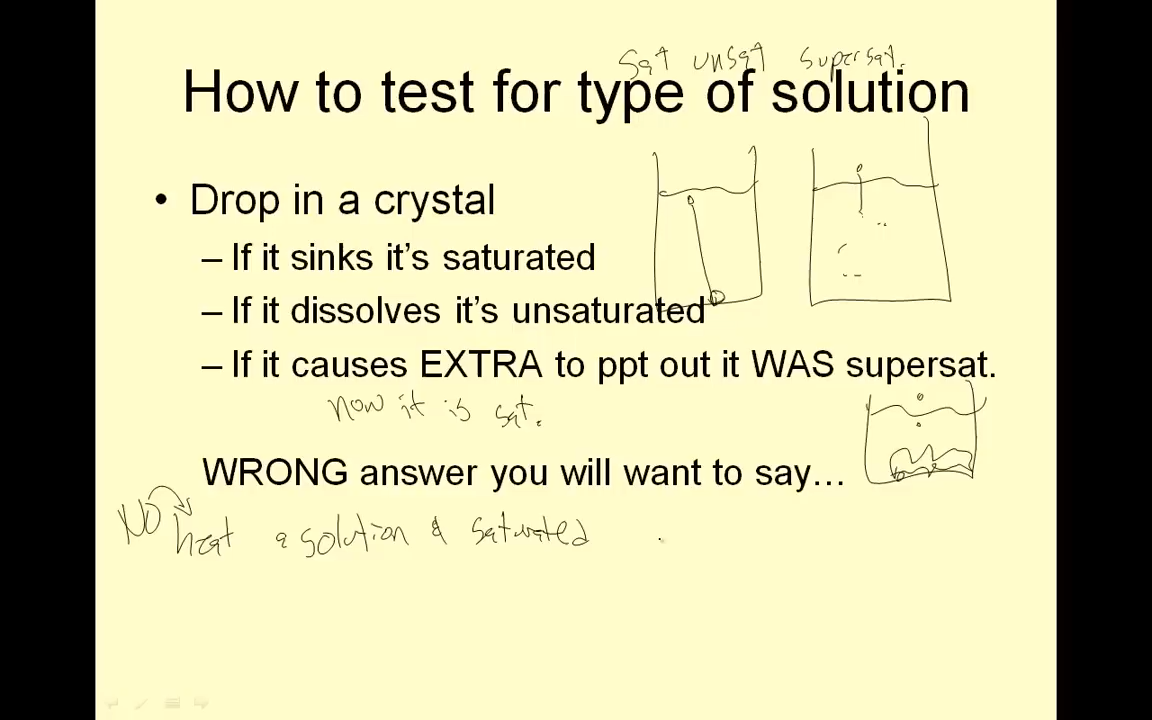 sat unsat supersat.
How to test for type of solution
• Drop in a crystal
– If it sinks it's saturated
– If it dissolves it's unsaturated
– If it causes EXTRA to ppt out it WAS supersat.
now it is sat.
WRONG answer you will want to say…
NO heat a solution & saturated